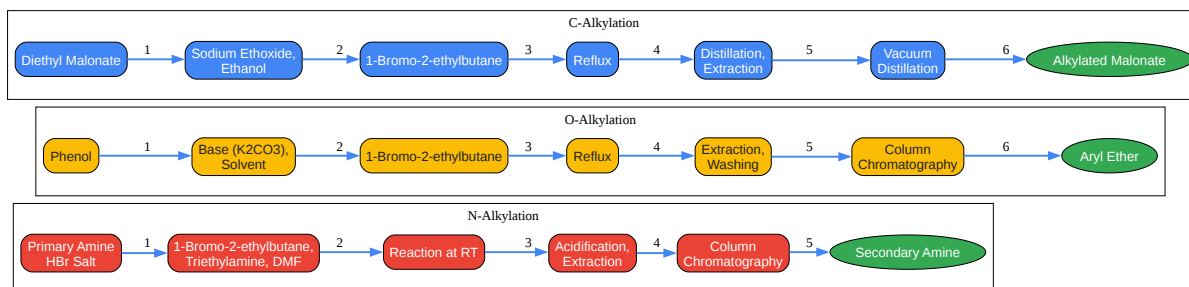 C-Alkylation
1
2
3
4
5
6
Diethyl Malonate
Sodium Ethoxide,
Ethanol
1-Bromo-2-ethylbutane
Reflux
Distillation,
Extraction
Vacuum
Distillation
Alkylated Malonate
O-Alkylation
1
2
3
4
5
6
Phenol
Base (K2CO3),
Solvent
1-Bromo-2-ethylbutane
Reflux
Extraction,
Washing
Column
Chromatography
Aryl Ether
N-Alkylation
1
2
3
4
5
Primary Amine
HBr Salt
1-Bromo-2-ethylbutane,
Triethylamine, DMF
Reaction at RT
Acidification,
Extraction
Column
Chromatography
Secondary Amine